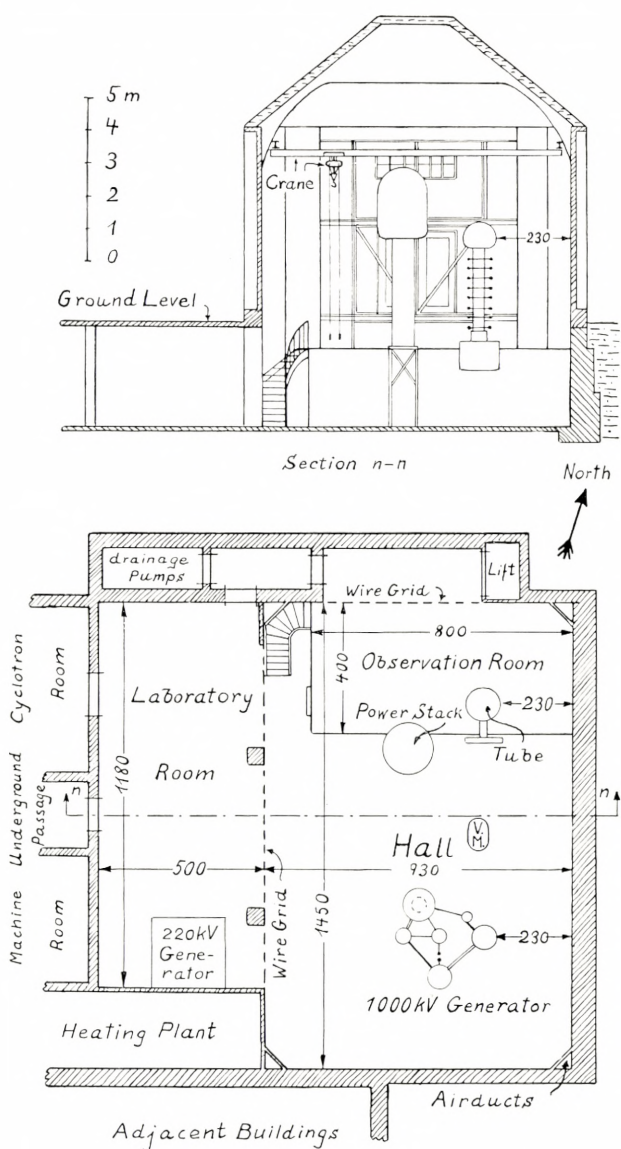 5 m
4
3
2
1
0
Crane
230
Ground Level
Section n-n
North
drainage
Pumps
Lift
Wire Grid
800
400
Observation Room
Laboratory
Room
Power Stack
230
Tube
Cyclotron
Room
Underground
Passage
Machine
Room
1180
n
n
V.
M.
Hall
500
930
Wire Grid
1450
220kV
Gene-
rator
230
1000kV Generator
Heating Plant
Airducts
Adjacent Buildings